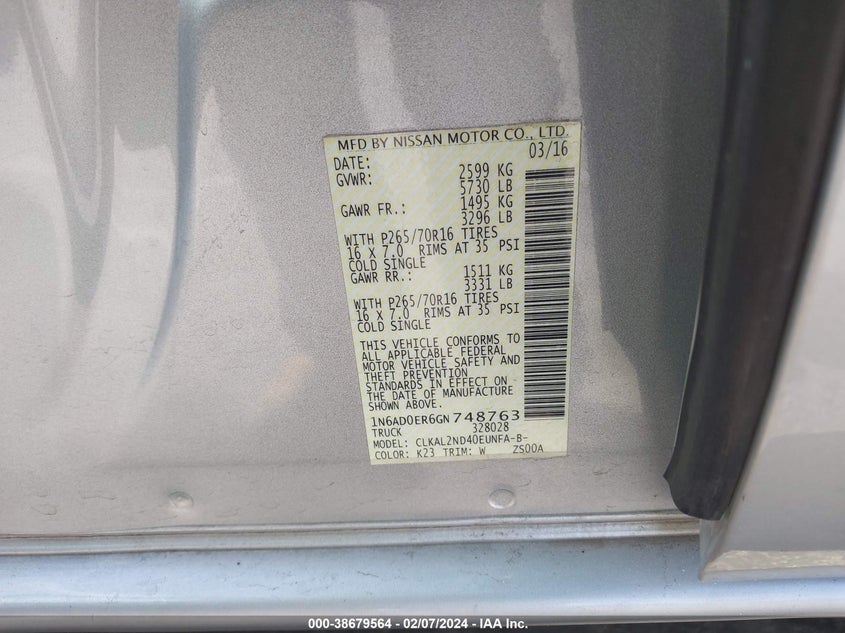 MFD BY NISSAN MOTOR CO., LTD.
DATE: 03/16
GVWR: 2599 KG
5730 LB
GAWR FR.: 1495 KG
3296 LB
WITH P265/70R16 TIRES
16 X 7.0 RIMS AT 35 PSI
COLD SINGLE
GAWR RR.: 1511 KG
3331 LB
WITH P265/70R16 TIRES
16 X 7.0 RIMS AT 35 PSI
COLD SINGLE
THIS VEHICLE CONFORMS TO
ALL APPLICABLE FEDERAL
MOTOR VEHICLE SAFETY AND
THEFT PREVENTION
STANDARDS IN EFFECT ON
THE DATE OF MANUFACTURE
1N6AD0ER6GN748763
TRUCK 328028
MODEL: CLKAL2ND40EUNFA-B-
COLOR: K23 TRIM: W ZS00A
000-38679564 — 02/07/2024 — IAA Inc.